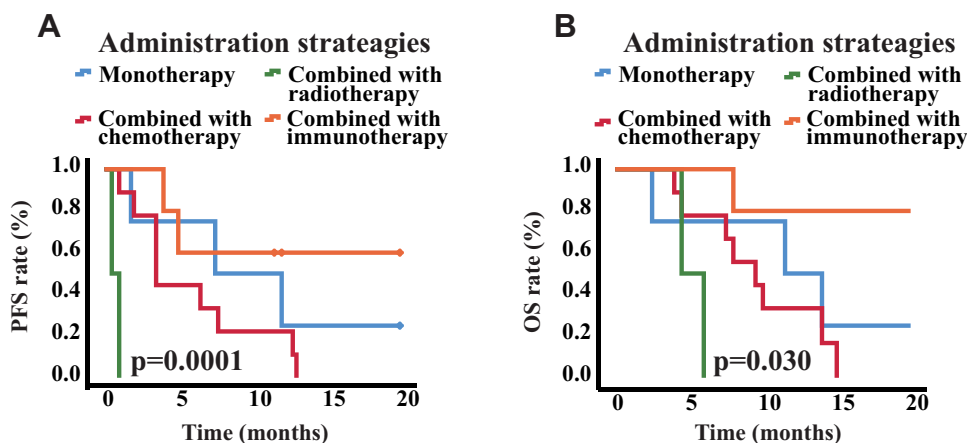 A
Administration strateagies
Monotherapy
Combined with
radiotherapy
Combined with
chemotherapy
Combined with
immunotherapy
PFS rate (%)
1.0
0.8
0.6
0.4
0.2
0.0
p=0.0001
0 5 10 15 20
Time (months)
B
Administration strateagies
Monotherapy
Combined with
radiotherapy
Combined with
chemotherapy
Combined with
immunotherapy
OS rate (%)
1.0
0.8
0.6
0.4
0.2
0.0
p=0.030
0 5 10 15 20
Time (months)